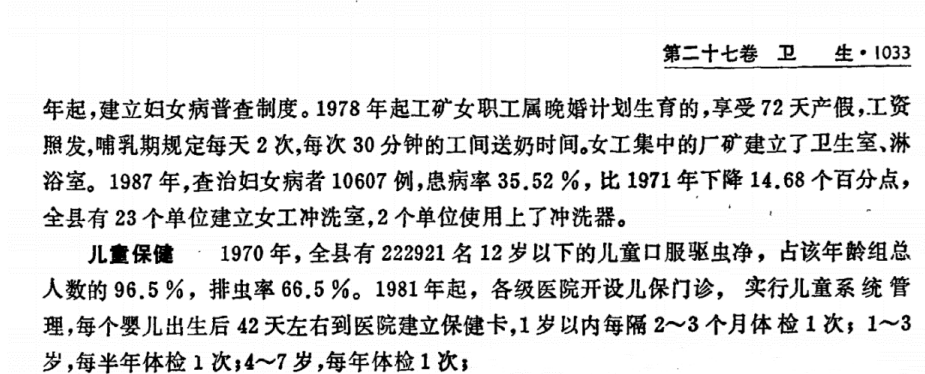 第二十七卷 卫 生·1033
年起,建立妇女病普查制度。1978年起工矿女职工属晚婚计划生育的,享受72天产假,工资
照发,哺乳期规定每天2次,每次30分钟的工间送奶时间。女工集中的厂矿建立了卫生室、淋
浴室。1987年,查治妇女病者10607例,患病率35.52%,比1971年下降14.68个百分点,
全县有23个单位建立女工冲洗室,2个单位使用上了冲洗器。
儿童保健 1970年,全县有222921名12岁以下的儿童口服驱虫净,占该年龄组总
人数的96.5%,排虫率66.5%。1981年起,各级医院开设儿保门诊,实行儿童系统管
理,每个婴儿出生后42天左右到医院建立保健卡,1岁以内每隔2~3个月体检1次;1~3
岁,每半年体检1次;4~7岁,每年体检1次;